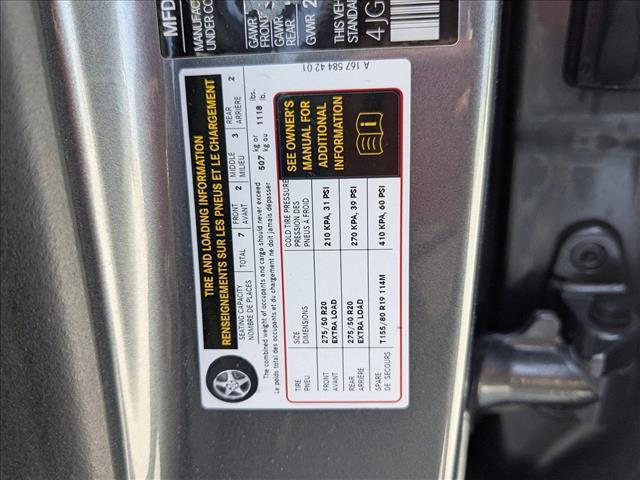 MFD
MANUFAC
UNDER CO
GAWR
FRONT
GAWR
REAR
GVWR 2
THIS VEH
STANDA
4JG
A 167 584 42 01
TIRE AND LOADING INFORMATION
RENSEIGNEMENTS SUR LES PNEUS ET LE CHARGEMENT
SEATING CAPACITY TOTAL 7 FRONT 2 MIDDLE 3 REAR 2
NOMBRE DE PLACES AVANT MILIEU ARRIÈRE
The combined weight of occupants and cargo should never exceed 507 kg or 1118 lbs.
Le poids total des occupants et du chargement ne doit jamais dépasser kg ou lb.
TIRE SIZE COLD TIRE PRESSURE
PNEU DIMENSIONS PRESSION DES
PNEUS À FROID
FRONT 275/50 R20 210 KPA, 31 PSI
AVANT EXTRA LOAD
REAR 275/50 R20 270 KPA, 39 PSI
ARRIÈRE EXTRA LOAD
SPARE T155/80 R19 114M 410 KPA, 60 PSI
DE SECOURS
SEE OWNER'S
MANUAL FOR
ADDITIONAL
INFORMATION